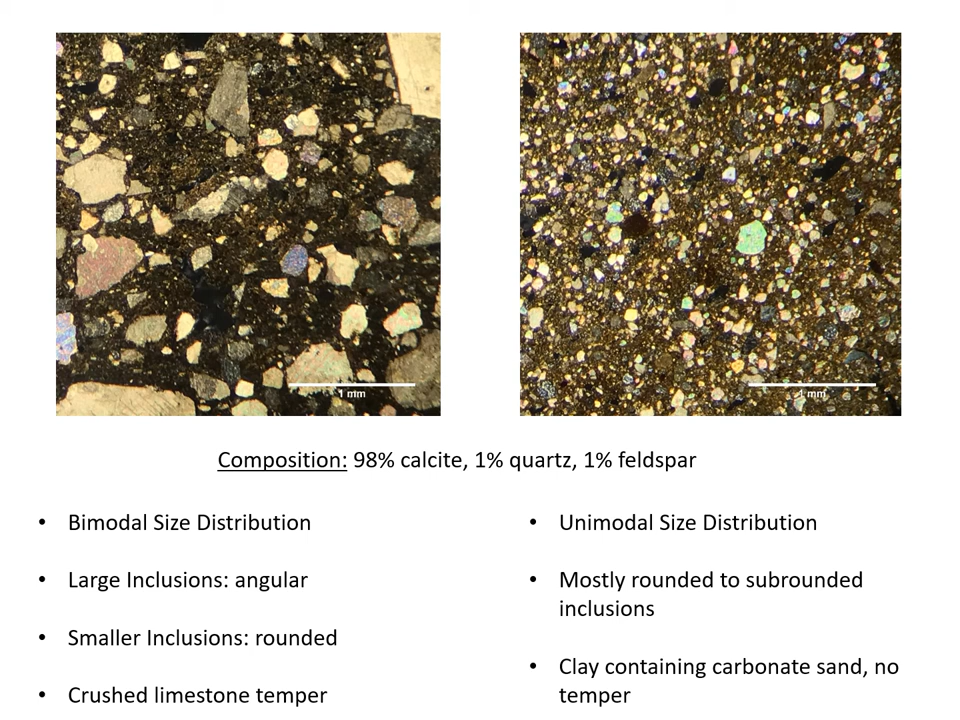 1 mm
1 mm
Composition: 98% calcite, 1% quartz, 1% feldspar
• Bimodal Size Distribution
• Large Inclusions: angular
• Smaller Inclusions: rounded
• Crushed limestone temper
• Unimodal Size Distribution
• Mostly rounded to subrounded
inclusions
• Clay containing carbonate sand, no
temper